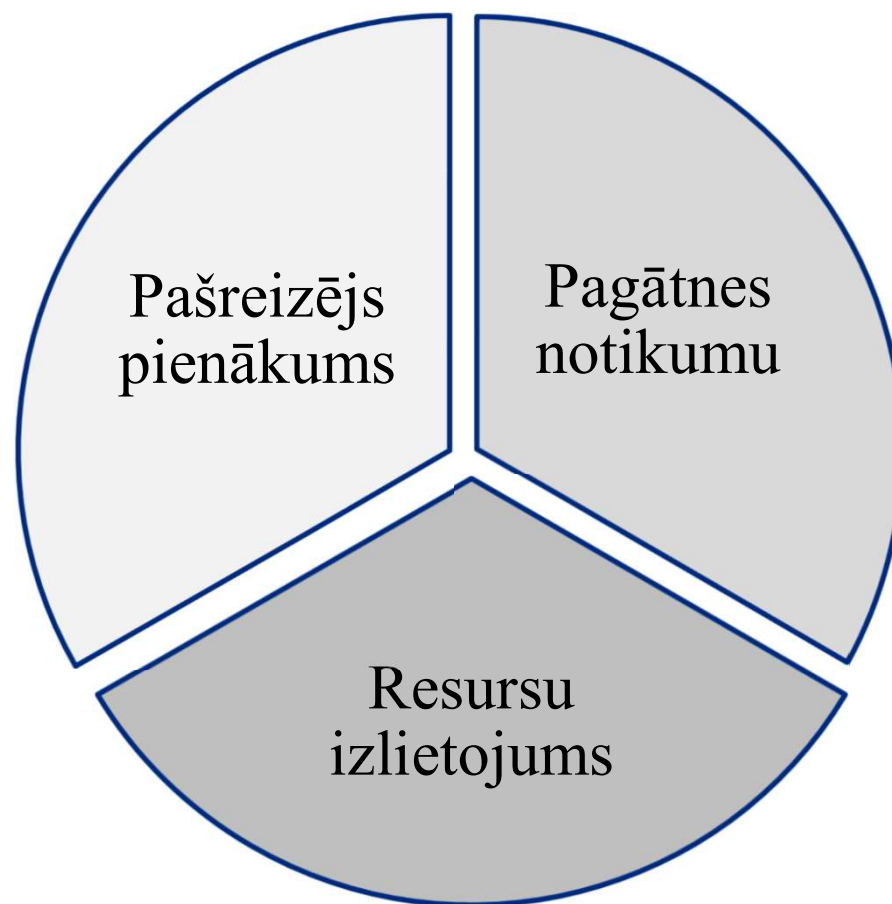 Pašreizējs
pienākums
Pagātnes
notikumu
Resursu
izlietojums